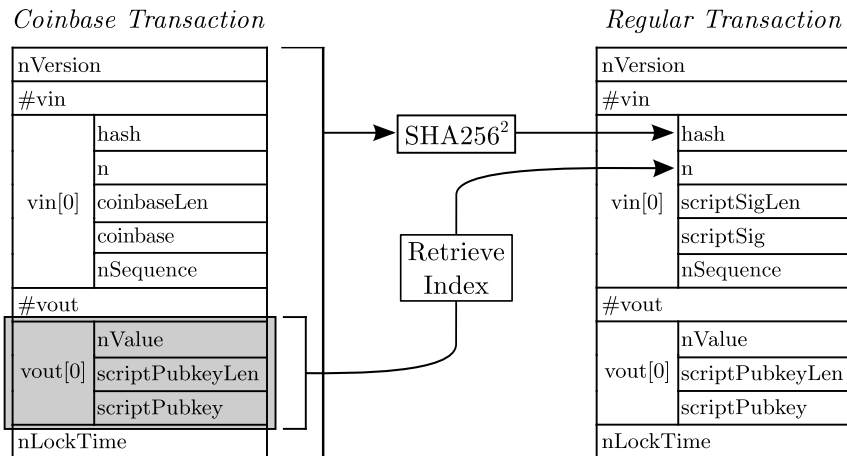 Coinbase Transaction
nVersion
#vin
vin[0]
hash
n
coinbaseLen
coinbase
nSequence
#vout
vout[0]
nValue
scriptPubkeyLen
scriptPubkey
nLockTime
SHA256²
Retrieve
Index
Regular Transaction
nVersion
#vin
vin[0]
hash
n
scriptSigLen
scriptSig
nSequence
#vout
vout[0]
nValue
scriptPubkeyLen
scriptPubkey
nLockTime